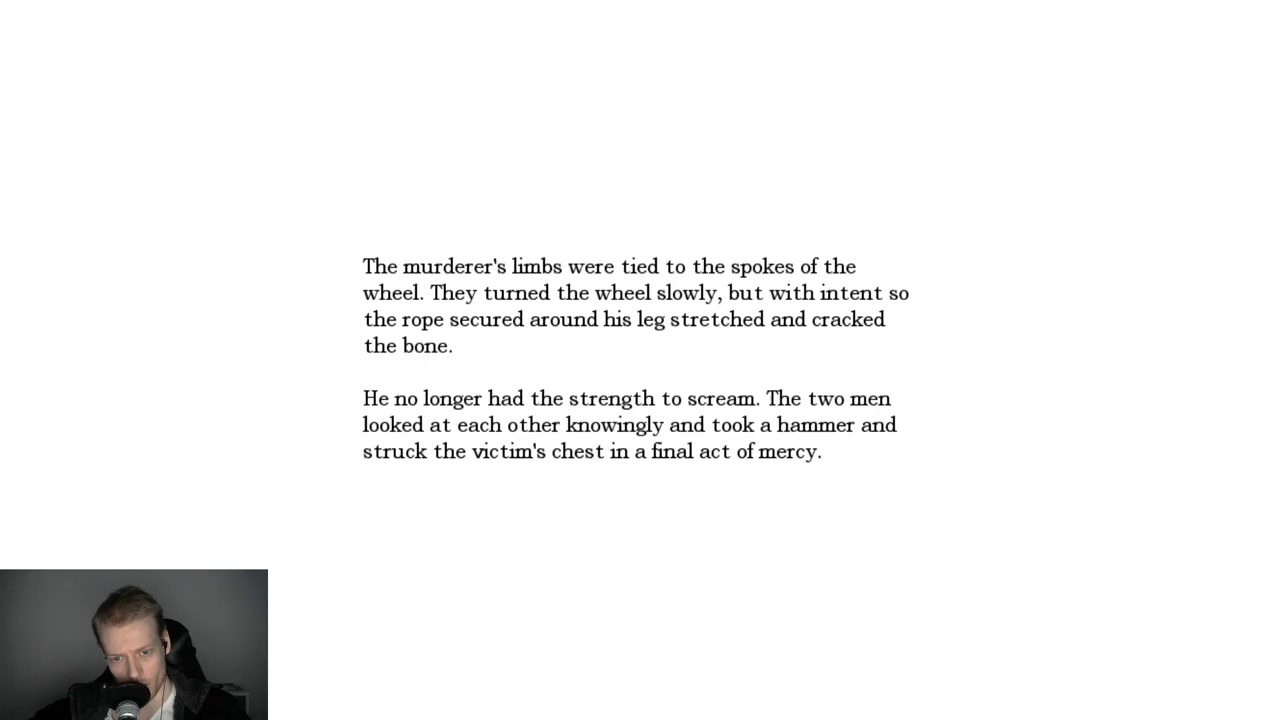 The murderer's limbs were tied to the spokes of the
wheel. They turned the wheel slowly, but with intent so
the rope secured around his leg stretched and cracked
the bone.
He no longer had the strength to scream. The two men
looked at each other knowingly and took a hammer and
struck the victim's chest in a final act of mercy.